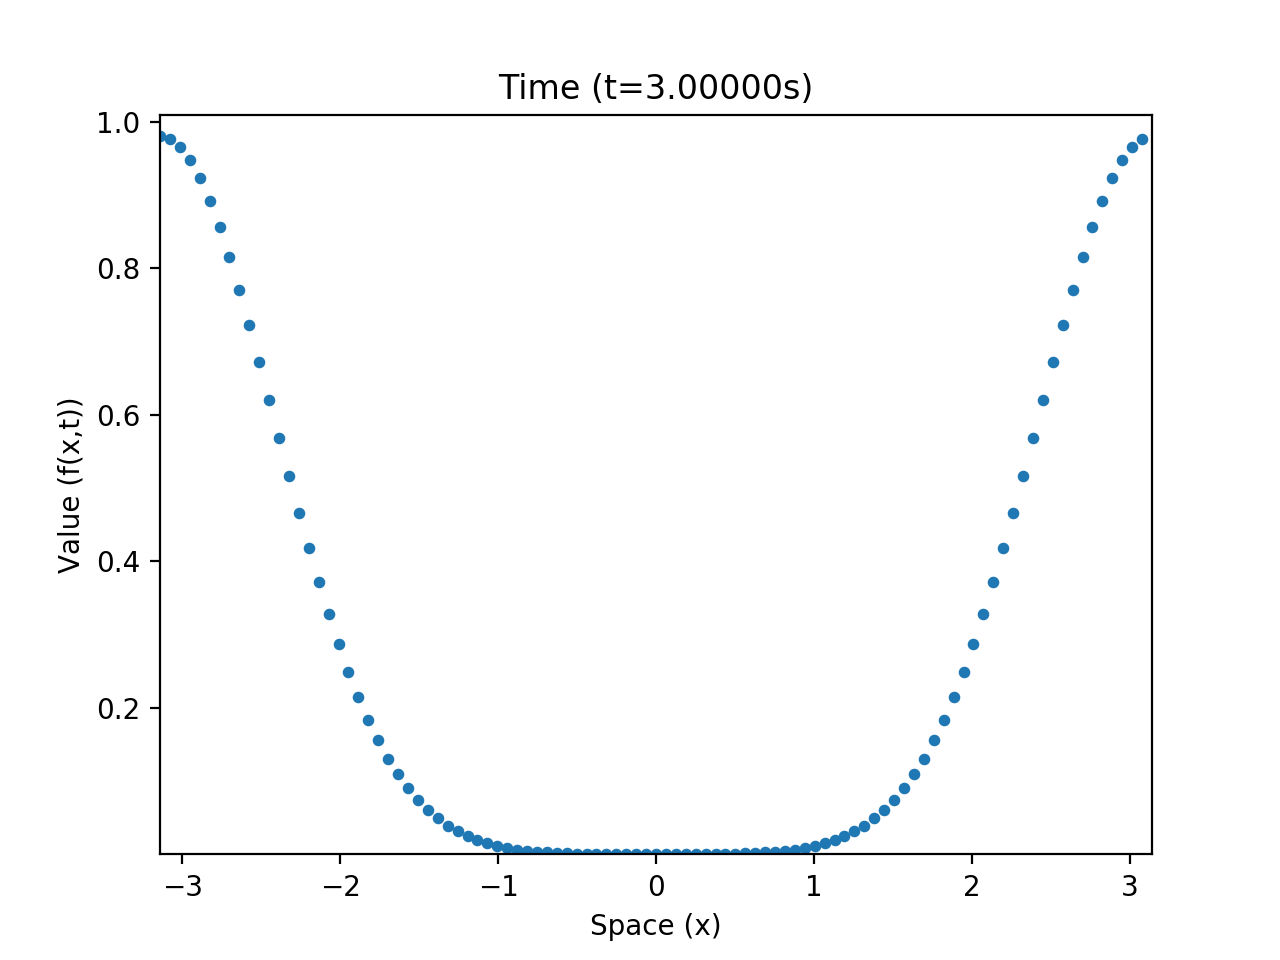 Time (t=3.00000s)
1.0
0.8
0.6
0.4
0.2
Value (f(x,t))
−3 −2 −1 0 1 2 3
Space (x)